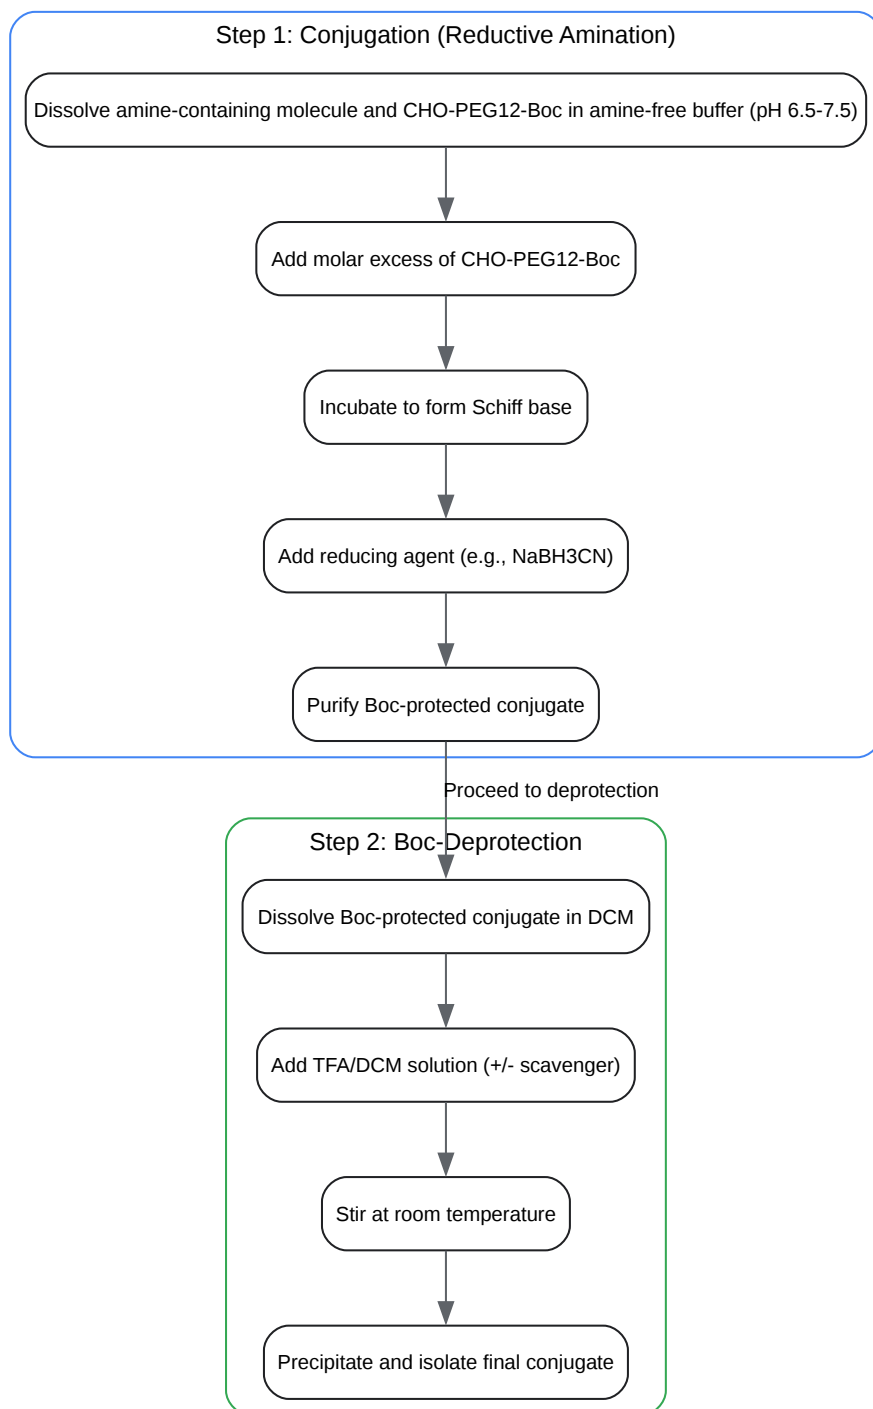 Step 1: Conjugation (Reductive Amination)
Dissolve amine-containing molecule and CHO-PEG12-Boc in amine-free buffer (pH 6.5-7.5)
Add molar excess of CHO-PEG12-Boc
Incubate to form Schiff base
Add reducing agent (e.g., NaBH3CN)
Purify Boc-protected conjugate
Proceed to deprotection
Step 2: Boc-Deprotection
Dissolve Boc-protected conjugate in DCM
Add TFA/DCM solution (+/- scavenger)
Stir at room temperature
Precipitate and isolate final conjugate